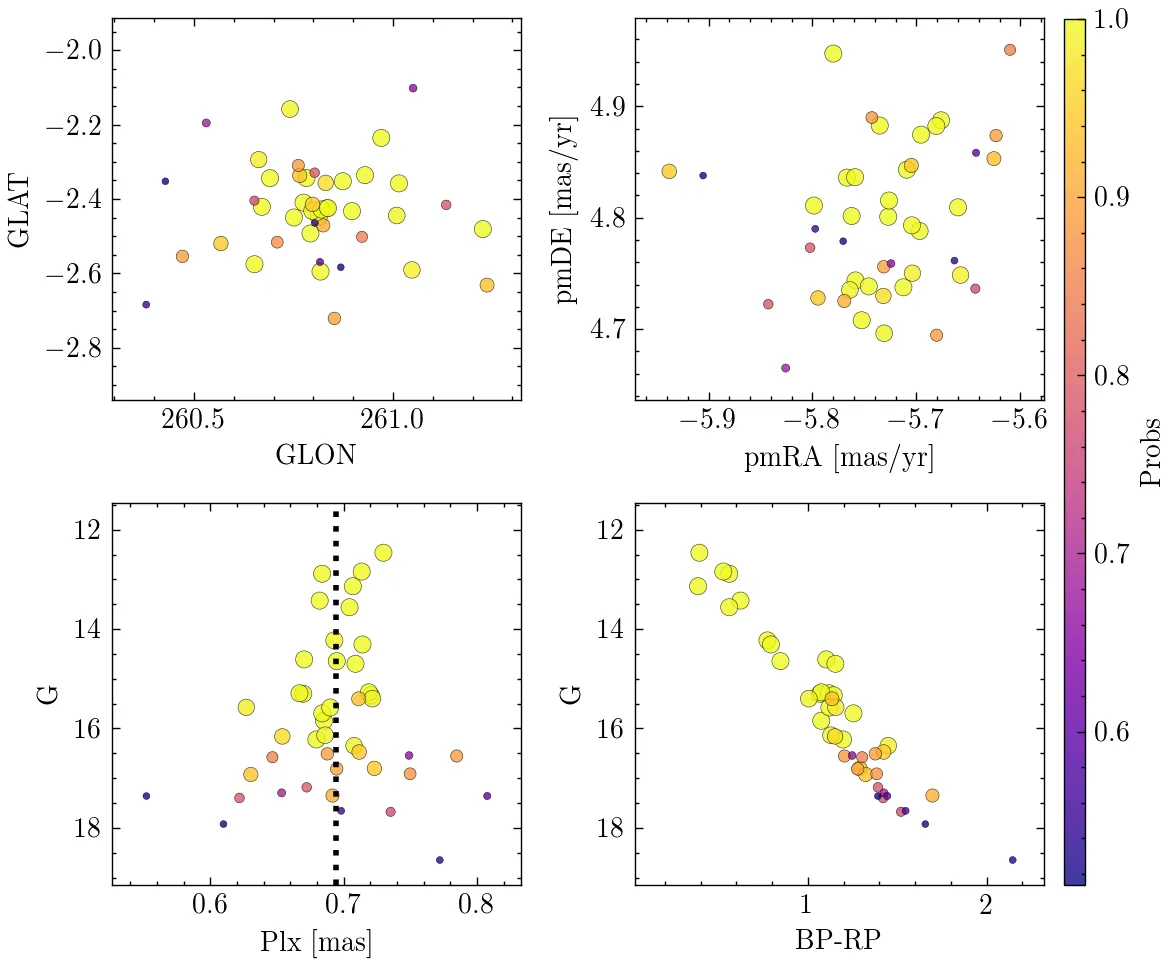 −2.0
−2.2
−2.4
−2.6
−2.8
GLAT
260.5 261.0
GLON
4.9
4.8
4.7
pmDE [mas/yr]
−5.9 −5.8 −5.7 −5.6
pmRA [mas/yr]
12
14
16
18
G
0.6 0.7 0.8
Plx [mas]
12
14
16
18
G
1 2
BP-RP
1.0
0.9
0.8
0.7
0.6
Probs